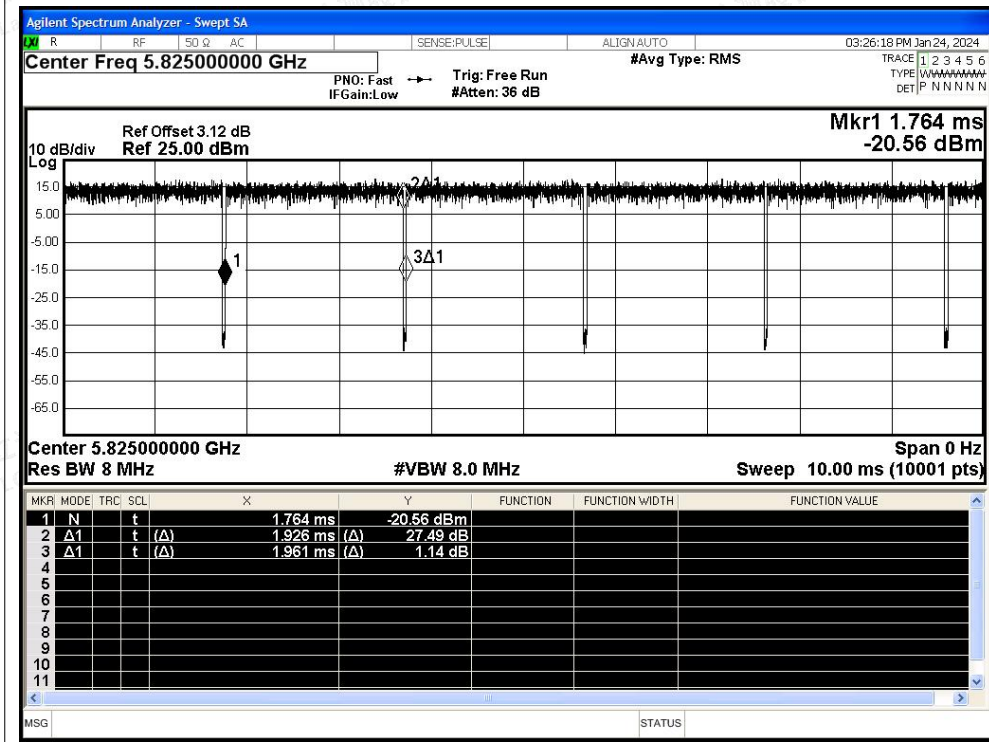 Agilent Spectrum Analyzer - Swept SA
LXI R RF 50 Ω AC SENSE:PULSE ALIGN AUTO 03:26:18 PM Jan 24, 2024
Center Freq 5.825000000 GHz #Avg Type: RMS TRACE 1 2 3 4 5 6
PNO: Fast Trig: Free Run TYPE
IFGain:Low #Atten: 36 dB DET P N N N N N
Mkr1 1.764 ms
Ref Offset 3.12 dB
10 dB/div Ref 25.00 dBm -20.56 dBm
Log
15.0
2Δ1
5.00
-5.00
1
3Δ1
-15.0
-25.0
-35.0
-45.0
-55.0
-65.0
Center 5.825000000 GHz Span 0 Hz
Res BW 8 MHz #VBW 8.0 MHz Sweep 10.00 ms (10001 pts)
MKR MODE TRC SCL X Y FUNCTION FUNCTION WIDTH FUNCTION VALUE
1 N t 1.764 ms -20.56 dBm
2 Δ1 t (Δ) 1.926 ms (Δ) 27.49 dB
3 Δ1 t (Δ) 1.961 ms (Δ) 1.14 dB
4
5
6
7
8
9
10
11
MSG STATUS